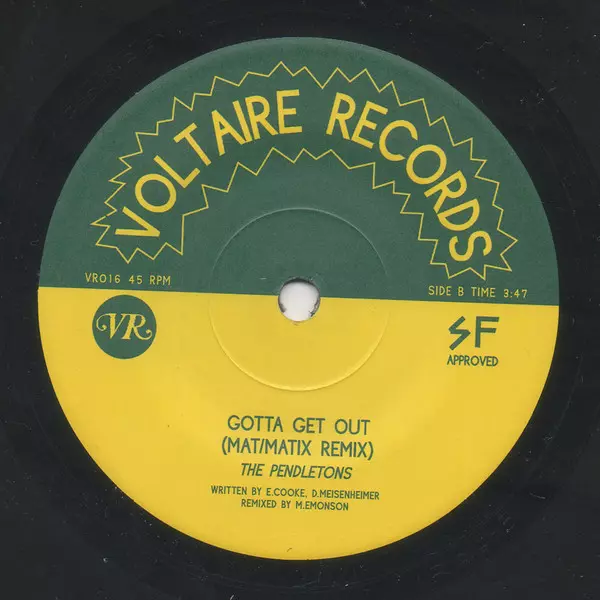 VOLTAIRE RECORDS
VR016 45 RPM
SIDE B TIME 3:47
VR
SF
APPROVED
GOTTA GET OUT
(MAT/MATIX REMIX)
THE PENDLETONS
WRITTEN BY E.COOKE, D.MEISENHEIMER
REMIXED BY M.EMONSON